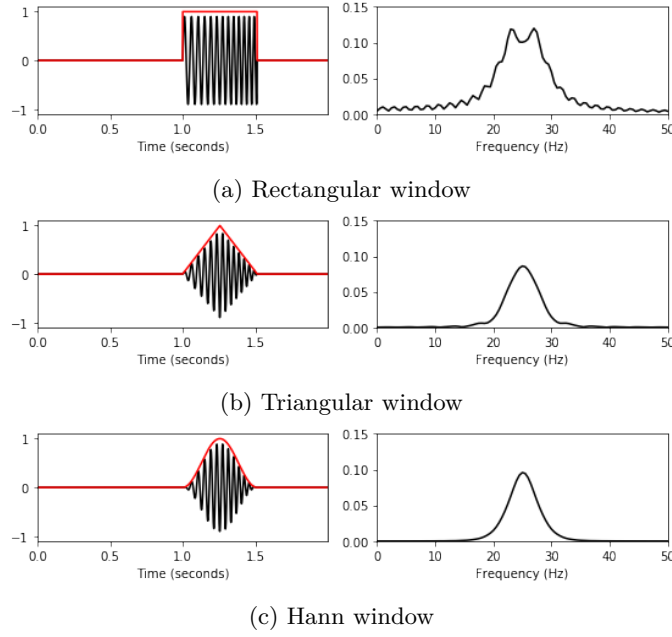 1
0
−1
0.0 0.5 1.0 1.5
Time (seconds)
0.15
0.10
0.05
0.00
0 10 20 30 40 50
Frequency (Hz)
(a) Rectangular window
1
0
−1
0.0 0.5 1.0 1.5
Time (seconds)
0.15
0.10
0.05
0.00
0 10 20 30 40 50
Frequency (Hz)
(b) Triangular window
1
0
−1
0.0 0.5 1.0 1.5
Time (seconds)
0.15
0.10
0.05
0.00
0 10 20 30 40 50
Frequency (Hz)
(c) Hann window